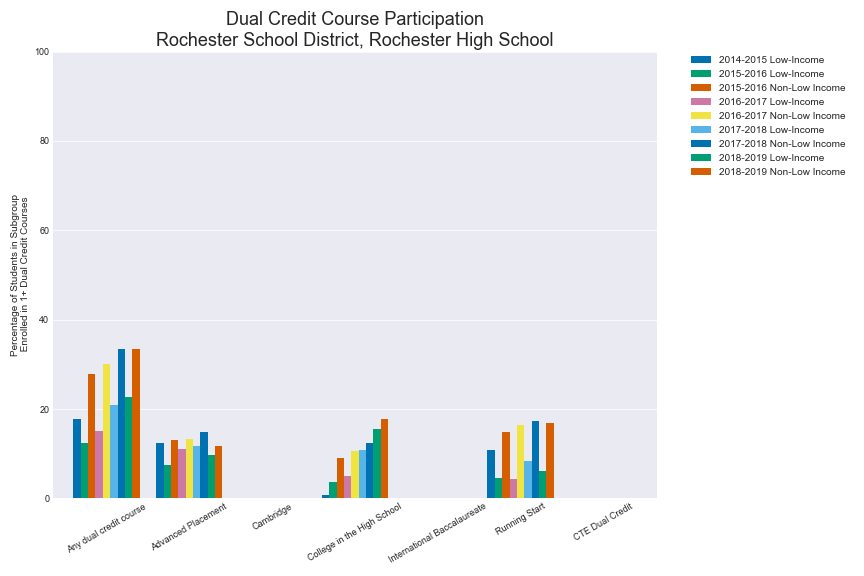 Dual Credit Course Participation
Rochester School District, Rochester High School
Percentage of Students in Subgroup
Enrolled in 1+ Dual Credit Courses
100
80
60
40
20
0
Any dual credit course
Advanced Placement
Cambridge
College in the High School
International Baccalaureate
Running Start
CTE Dual Credit
2014-2015 Low-Income
2015-2016 Low-Income
2015-2016 Non-Low Income
2016-2017 Low-Income
2016-2017 Non-Low Income
2017-2018 Low-Income
2017-2018 Non-Low Income
2018-2019 Low-Income
2018-2019 Non-Low Income